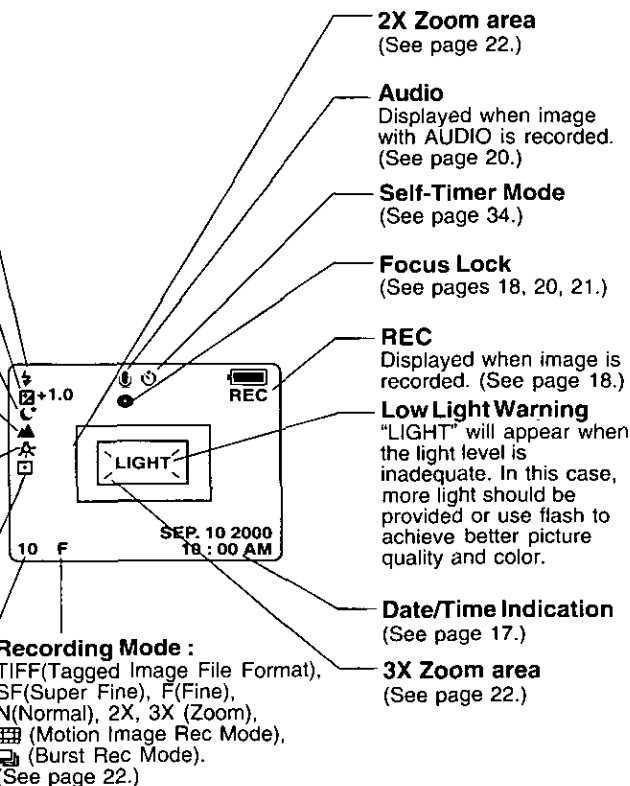 2X Zoom area
(See page 22.)
Audio
Displayed when image
with AUDIO is recorded.
(See page 20.)
Self-Timer Mode
(See page 34.)
Focus Lock
(See pages 18, 20, 21.)
REC
Displayed when image is
recorded. (See page 18.)
Low Light Warning
"LIGHT" will appear when
the light level is
inadequate. In this case,
more light should be
provided or use flash to
achieve better picture
quality and color.
Date/Time Indication
(See page 17.)
3X Zoom area
(See page 22.)
+1.0
REC
LIGHT
SEP. 10 2000
10 : 00 AM
10 F
Recording Mode :
TIFF(Tagged Image File Format),
SF(Super Fine), F(Fine),
N(Normal), 2X, 3X (Zoom),
(Motion Image Rec Mode),
(Burst Rec Mode).
(See page 22.)